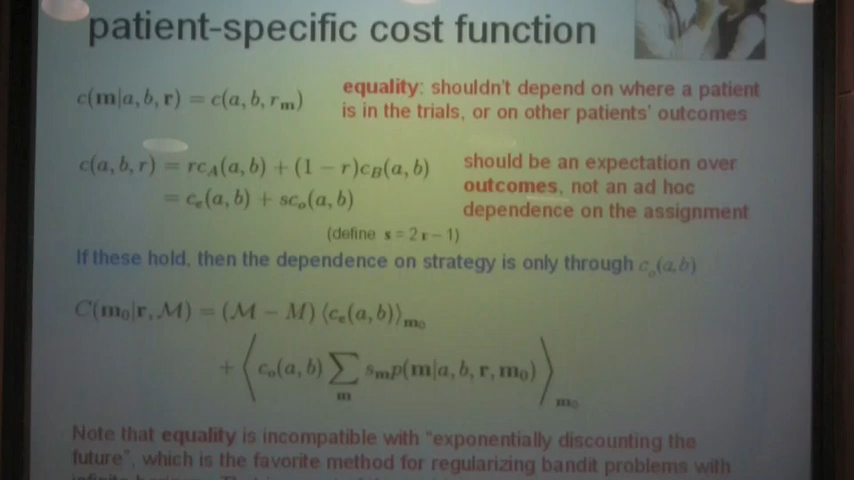 patient-specific cost function
c(m|a, b, r) = c(a, b, r_m)
equality: shouldn't depend on where a patient
is in the trials, or on other patients' outcomes
c(a, b, r) = rc_A(a, b) + (1 − r)c_B(a, b)
= c_e(a, b) + sc_o(a, b)
should be an expectation over
outcomes, not an ad hoc
dependence on the assignment
(define s = 2 r − 1)
If these hold, then the dependence on strategy is only through c_o(a,b)
C(m_0|r, M) = (M − M) ⟨c_e(a, b)⟩_m_0
+ ⟨c_o(a, b) ∑_m s_m p(m|a, b, r, m_0)⟩_m_0
Note that equality is incompatible with "exponentially discounting the
future", which is the favorite method for regularizing bandit problems with